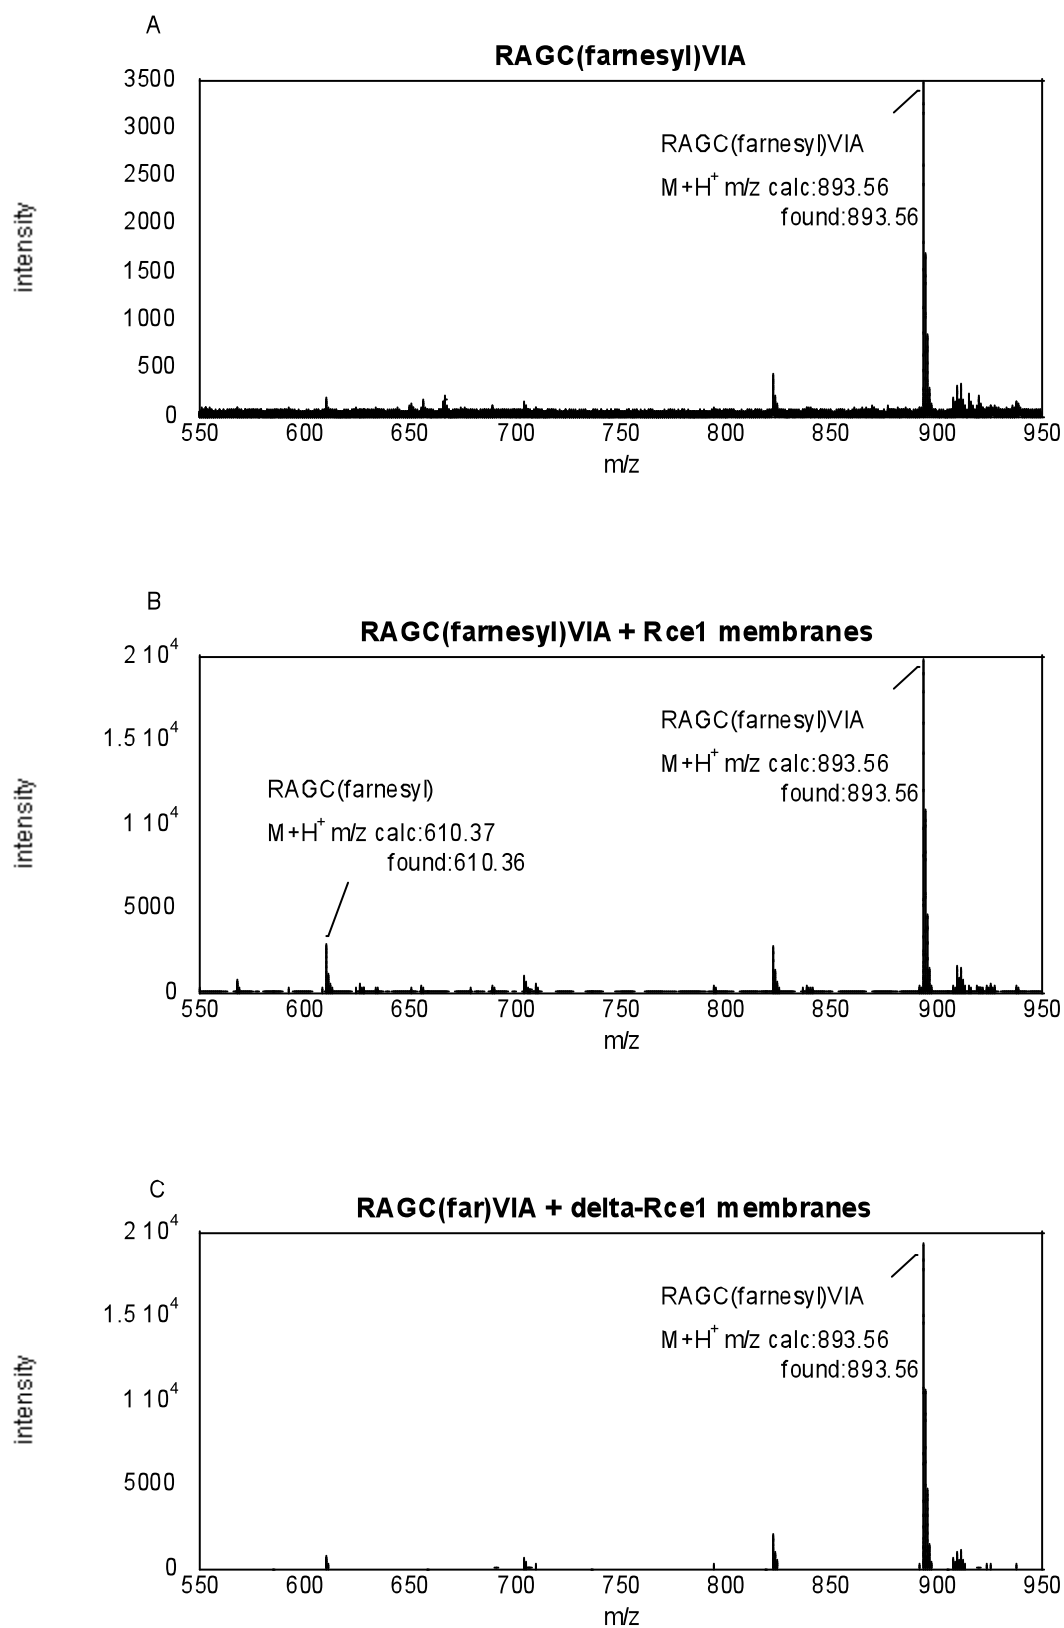 A
RAGC(farnesyl)VIA
3500
3000
2500
2000
1500
1000
500
0
intensity
RAGC(farnesyl)VIA
M+H+ m/z calc:893.56
found:893.56
550 600 650 700 750 800 850 900 950
m/z
B
RAGC(farnesyl)VIA + Rce1 membranes
2 10^4
1.5 10^4
1 10^4
5000
0
intensity
RAGC(farnesyl)VIA
M+H+ m/z calc:893.56
found:893.56
RAGC(farnesyl)
M+H+ m/z calc:610.37
found:610.36
550 600 650 700 750 800 850 900 950
m/z
C
RAGC(far)VIA + delta-Rce1 membranes
2 10^4
1.5 10^4
1 10^4
5000
0
intensity
RAGC(farnesyl)VIA
M+H+ m/z calc:893.56
found:893.56
550 600 650 700 750 800 850 900 950
m/z